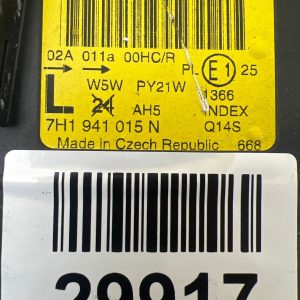 02A 011a 00HC/R
PL E1 25
W5W PY21W 1366
L 24 AH5 INDEX
7H1 941 015 N Q14S
Made in Czech Republic 668
29917